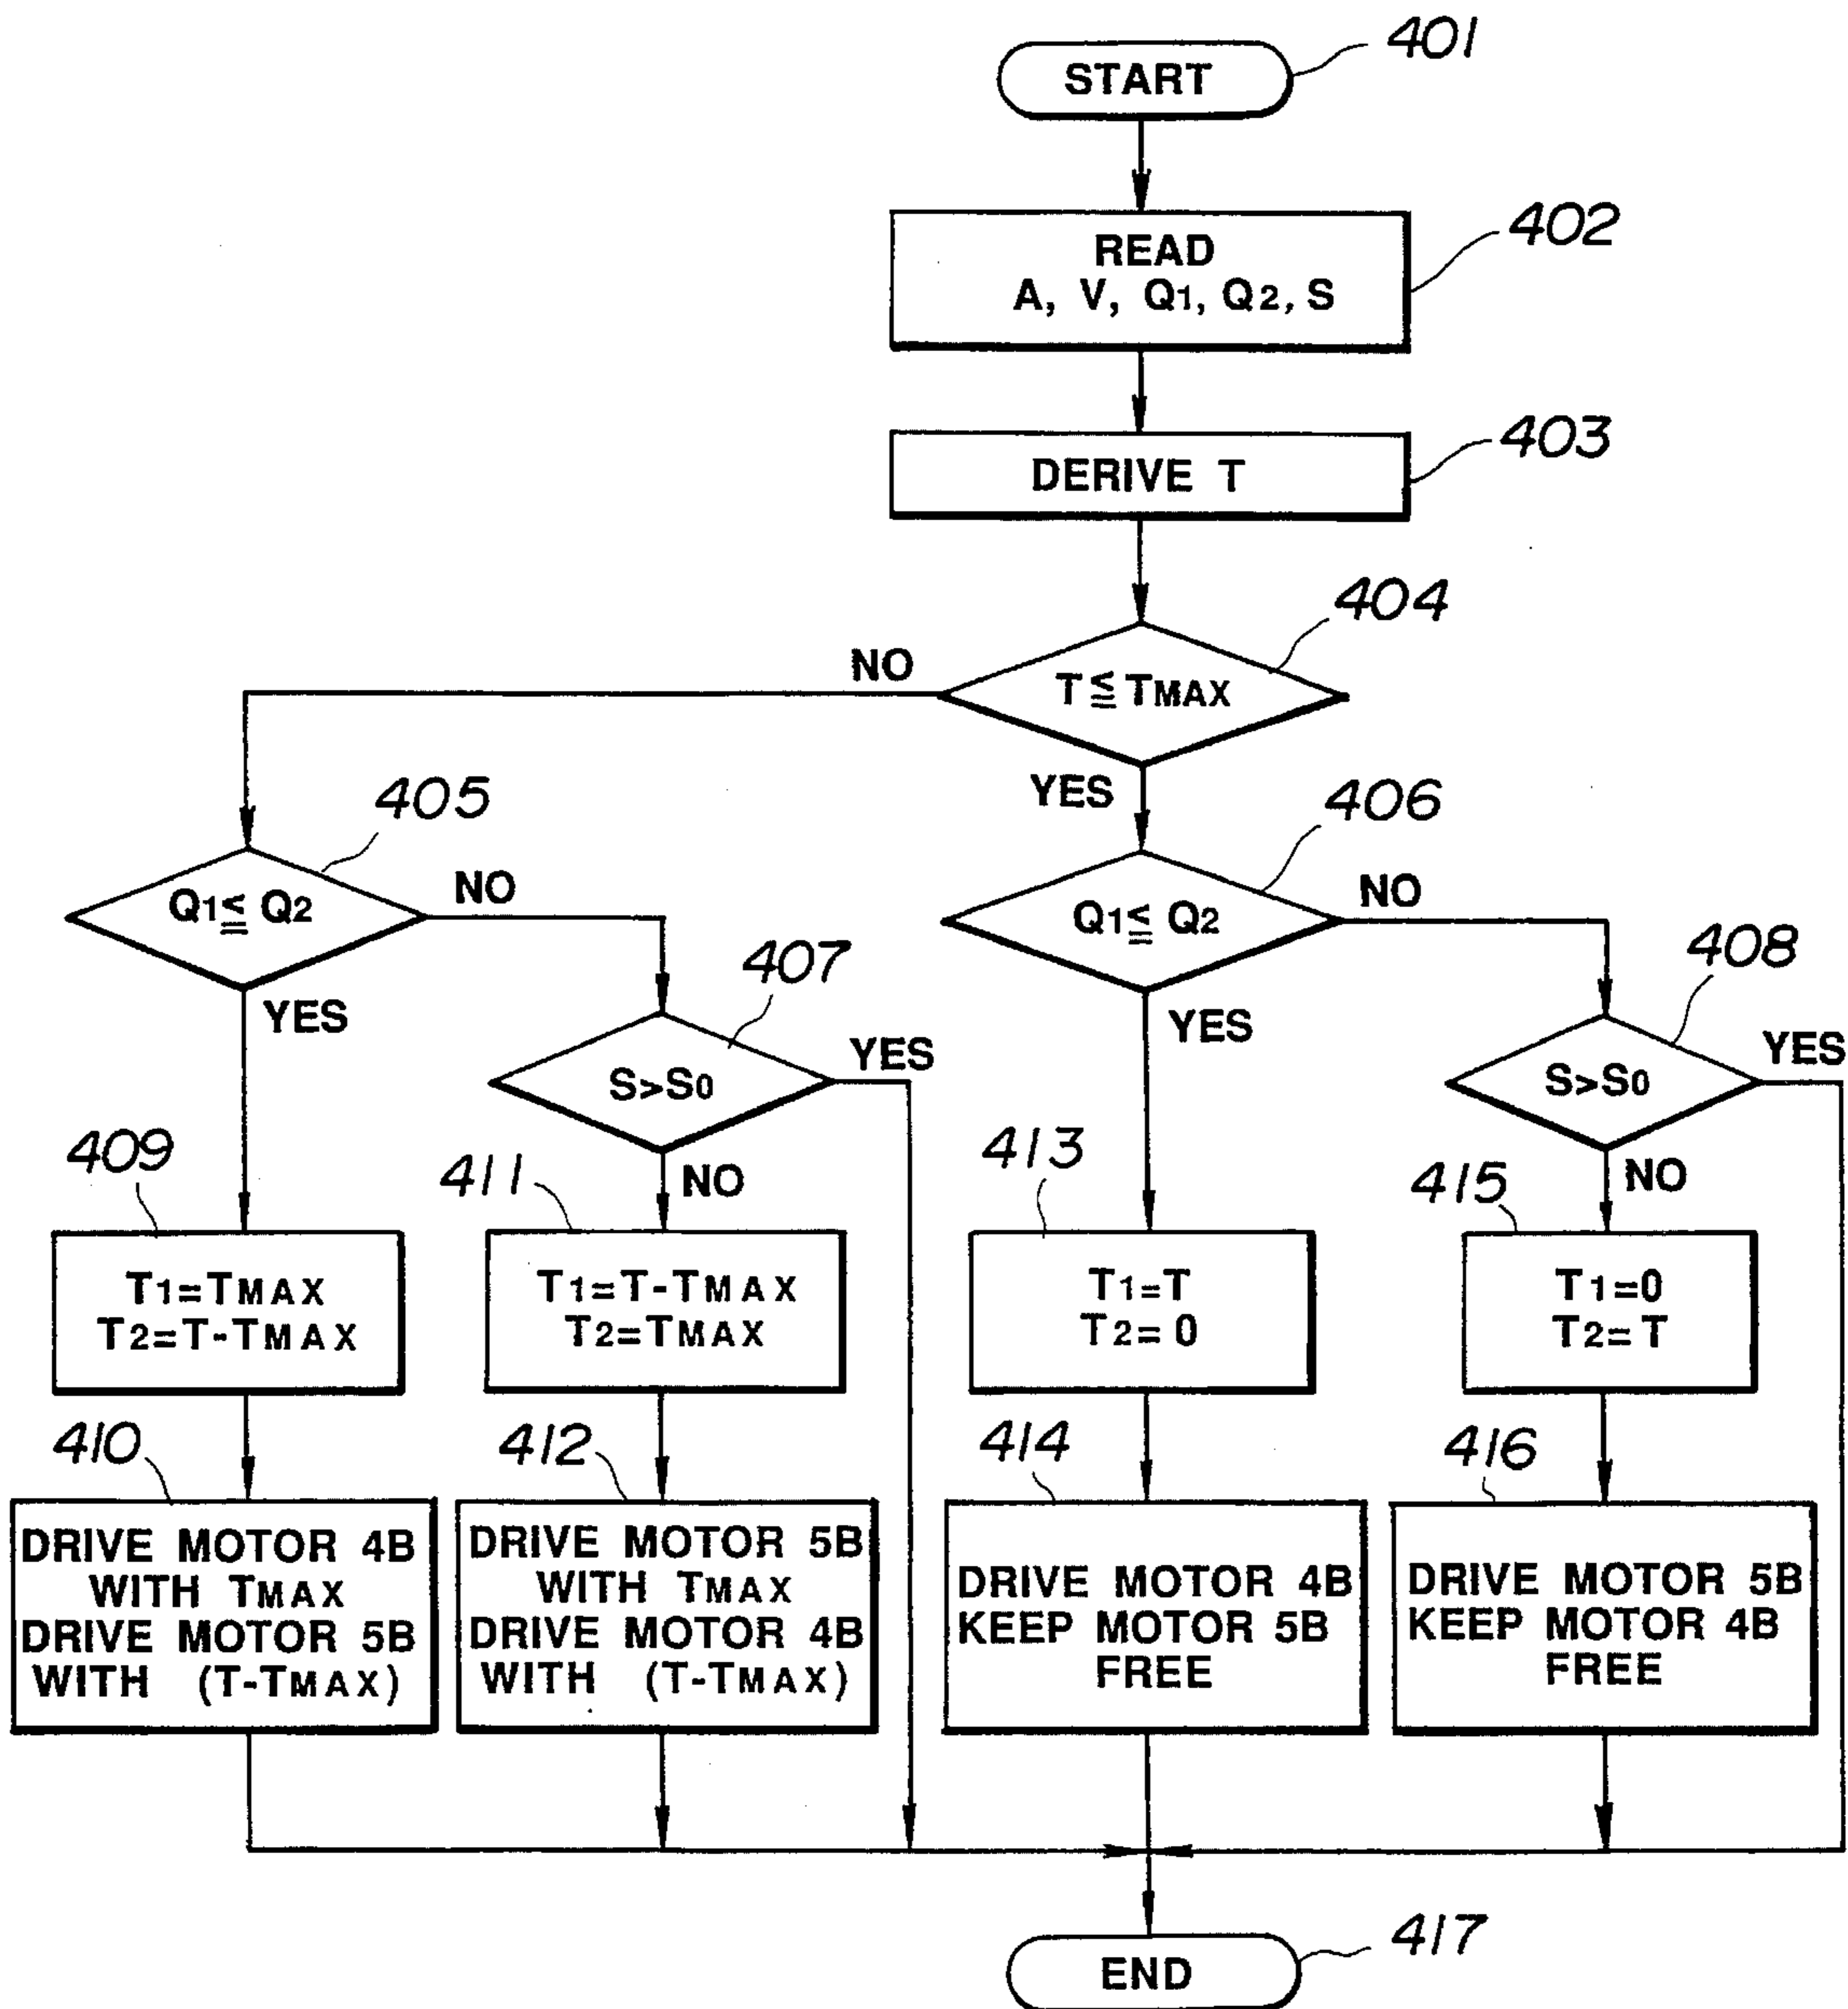 START
401
READ
A, V, Q1, Q2, S
402
DERIVE T
403
T ≦ TMAX
404
NO
YES
Q1 ≦ Q2
405
NO
YES
Q1 ≦ Q2
406
NO
YES
S>S0
407
YES
NO
S>S0
408
YES
NO
409
T1=TMAX
T2=T-TMAX
411
T1=T-TMAX
T2=TMAX
413
T1=T
T2=0
415
T1=0
T2=T
410
DRIVE MOTOR 4B
WITH TMAX
DRIVE MOTOR 5B
WITH (T-TMAX)
412
DRIVE MOTOR 5B
WITH TMAX
DRIVE MOTOR 4B
WITH (T-TMAX)
414
DRIVE MOTOR 4B
KEEP MOTOR 5B
FREE
416
DRIVE MOTOR 5B
KEEP MOTOR 4B
FREE
END
417